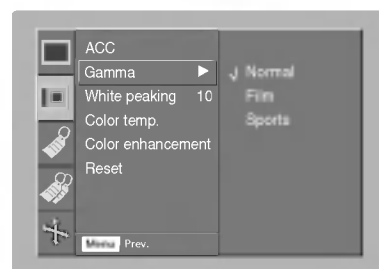 ACC
Gamma ▶
White peaking 10
Color temp.
Color enhancement
Reset
Menu Prev.
√ Normal
Film
Sports